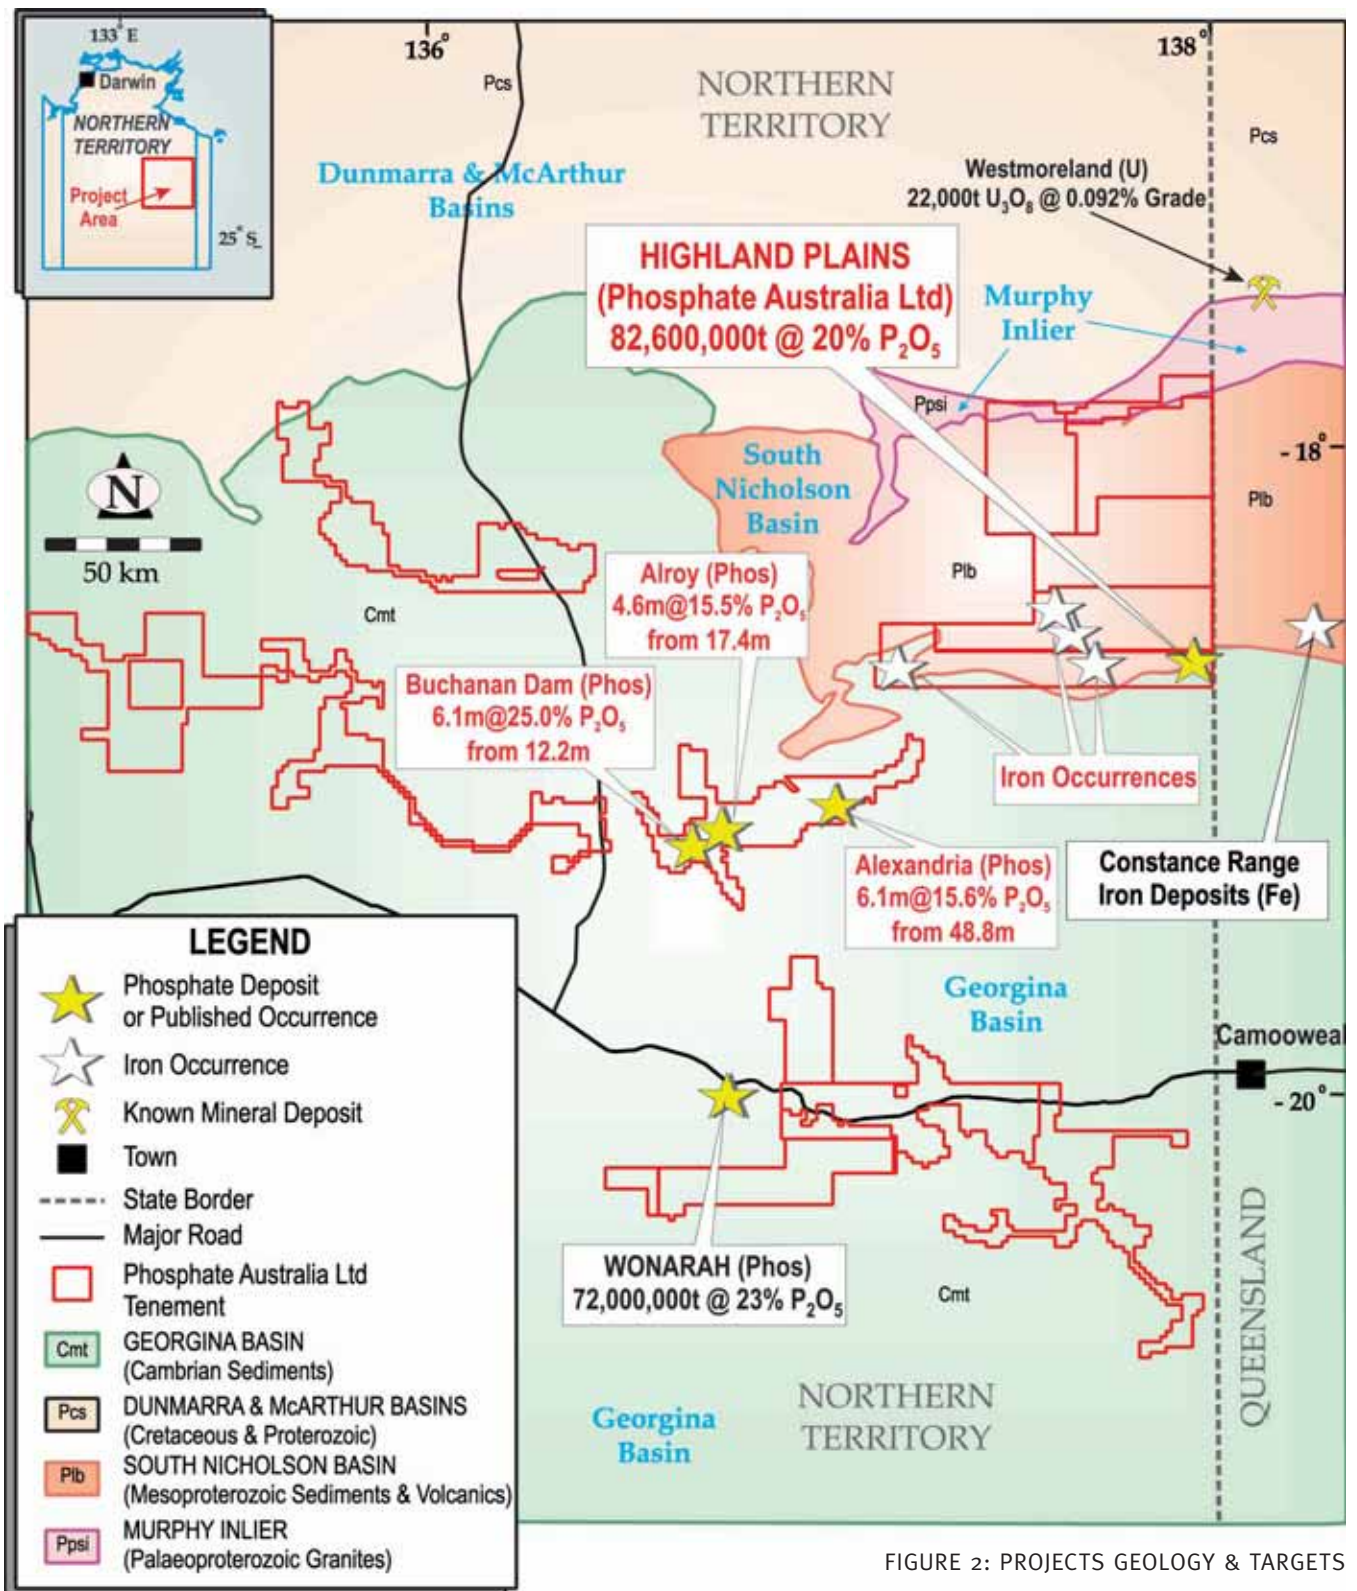 133° E
Darwin
NORTHERN
TERRITORY
Project
Area
25° S
136°
138°
Pcs
NORTHERN
TERRITORY
Pcs
Dunmarra & McArthur
Basins
Westmoreland (U)
22,000t U₃O₈ @ 0.092% Grade
HIGHLAND PLAINS
(Phosphate Australia Ltd)
82,600,000t @ 20% P₂O₅
Murphy
Inlier
Ppsi
- 18°
South
Nicholson
Basin
Plb
Plb
N
50 km
Cmt
Alroy (Phos)
4.6m@15.5% P₂O₅
from 17.4m
Buchanan Dam (Phos)
6.1m@25.0% P₂O₅
from 12.2m
Iron Occurrences
Alexandria (Phos)
6.1m@15.6% P₂O₅
from 48.8m
Constance Range
Iron Deposits (Fe)
Georgina
Basin
Camooweal
- 20°
WONARAH (Phos)
72,000,000t @ 23% P₂O₅
Cmt
QUEENSLAND
NORTHERN
TERRITORY
Georgina
Basin
LEGEND
Phosphate Deposit
or Published Occurrence
Iron Occurrence
Known Mineral Deposit
Town
State Border
Major Road
Phosphate Australia Ltd
Tenement
Cmt GEORGINA BASIN
(Cambrian Sediments)
Pcs DUNMARRA & McARTHUR BASINS
(Cretaceous & Proterozoic)
Plb SOUTH NICHOLSON BASIN
(Mesoproterozoic Sediments & Volcanics)
Ppsi MURPHY INLIER
(Palaeoproterozoic Granites)
FIGURE 2: PROJECTS GEOLOGY & TARGETS